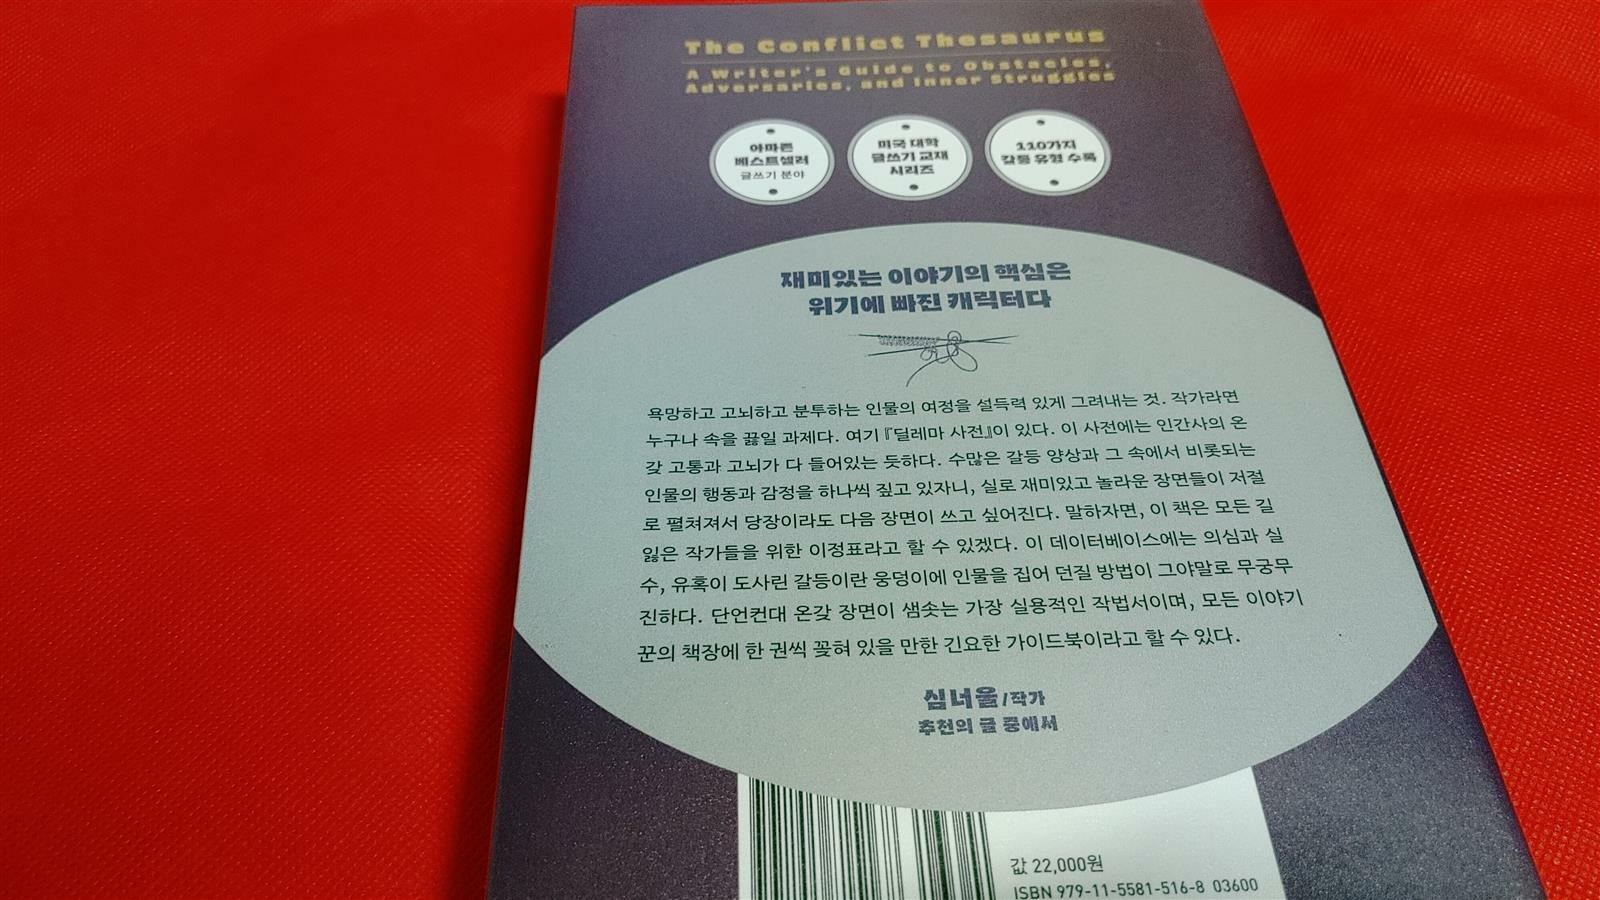 The Conflict Thesaurus
A Writer's Guide to Obstacles,
Adversaries, and Inner Struggles
아마존
베스트셀러
글쓰기 분야
미국 대학
글쓰기 교재
시리즈
110가지
갈등 유형 수록
재미있는 이야기의 핵심은
위기에 빠진 캐릭터다
욕망하고 고뇌하고 분투하는 인물의 여정을 설득력 있게 그려내는 것. 작가라면
누구나 속을 끓일 과제다. 여기 『딜레마 사전』이 있다. 이 사전에는 인간사의 온
갖 고통과 고뇌가 다 들어있는 듯하다. 수많은 갈등 양상과 그 속에서 비롯되는
인물의 행동과 감정을 하나씩 짚고 있자니, 실로 재미있고 놀라운 장면들이 저절
로 펼쳐져서 당장이라도 다음 장면이 쓰고 싶어진다. 말하자면, 이 책은 모든 길
잃은 작가들을 위한 이정표라고 할 수 있겠다. 이 데이터베이스에는 의심과 실
수, 유혹이 도사린 갈등이란 웅덩이에 인물을 집어 던질 방법이 그야말로 무궁무
진하다. 단언컨대 온갖 장면이 샘솟는 가장 실용적인 작법서이며, 모든 이야기
꾼의 책장에 한 권씩 꽂혀 있을 만한 긴요한 가이드북이라고 할 수 있다.
심너울/작가
추천의 글 중에서
값 22,000원
ISBN 979-11-5581-516-8 03600